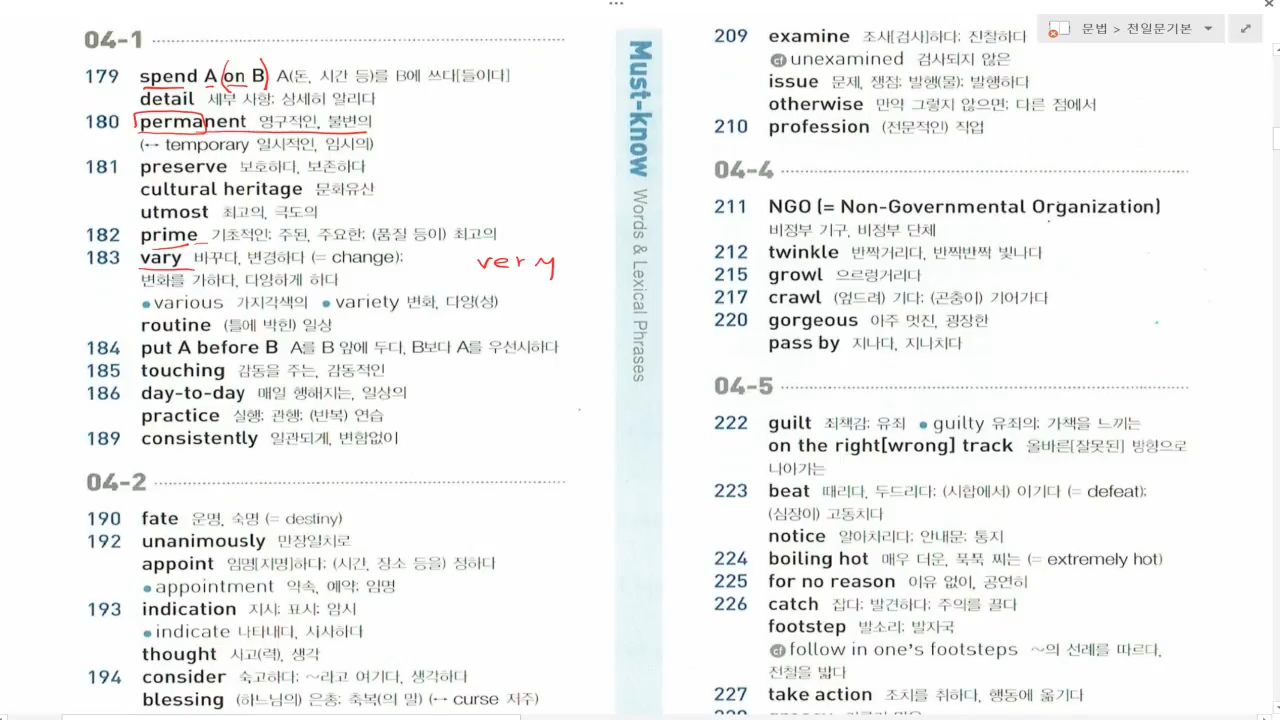 문법 > 천일문기본
04-1
179 spend A (on B) A(돈, 시간 등)를 B에 쓰다[들이다]
detail 세부 사항; 상세히 알리다
180 permanent 영구적인, 불변의
(↔ temporary 일시적인, 임시의)
181 preserve 보호하다, 보존하다
cultural heritage 문화유산
utmost 최고의, 극도의
182 prime 기초적인; 주된, 주요한; (품질 등이) 최고의
183 vary 바꾸다, 변경하다 (= change);
very
변화를 가하다, 다양하게 하다
• various 가지각색의 • variety 변화, 다양(성)
routine (틀에 박힌) 일상
184 put A before B A를 B 앞에 두다, B보다 A를 우선시하다
185 touching 감동을 주는, 감동적인
186 day-to-day 매일 행해지는, 일상의
practice 실행; 관행; (반복) 연습
189 consistently 일관되게, 변함없이
04-2
190 fate 운명, 숙명 (= destiny)
192 unanimously 만장일치로
appoint 임명[지명]하다; (시간, 장소 등을) 정하다
• appointment 약속, 예약; 임명
193 indication 지시; 표시; 암시
• indicate 나타내다, 시사하다
thought 사고(력), 생각
194 consider 숙고하다; ~라고 여기다, 생각하다
blessing (하느님의) 은총; 축복(의 말) (↔ curse 저주)
Must-know Words & Lexical Phrases
209 examine 조사[검사]하다; 진찰하다
cf unexamined 검사되지 않은
issue 문제, 쟁점; 발행(물); 발행하다
otherwise 만약 그렇지 않으면; 다른 점에서
210 profession (전문적인) 직업
04-4
211 NGO (= Non-Governmental Organization)
비정부 기구, 비정부 단체
212 twinkle 반짝거리다, 반짝반짝 빛나다
215 growl 으르렁거리다
217 crawl (엎드려) 기다; (곤충이) 기어가다
220 gorgeous 아주 멋진, 굉장한
pass by 지나다, 지나치다
04-5
222 guilt 죄책감; 유죄 • guilty 유죄의; 가책을 느끼는
on the right[wrong] track 올바른[잘못된] 방향으로
나아가는
223 beat 때리다, 두드리다; (시합에서) 이기다 (= defeat);
(심장이) 고동치다
notice 알아차리다; 안내문; 통지
224 boiling hot 매우 더운, 푹푹 찌는 (= extremely hot)
225 for no reason 이유 없이, 공연히
226 catch 잡다; 발견하다; 주의를 끌다
footstep 발소리; 발자국
cf follow in one's footsteps ~의 선례를 따르다,
전철을 밟다
227 take action 조치를 취하다, 행동에 옮기다